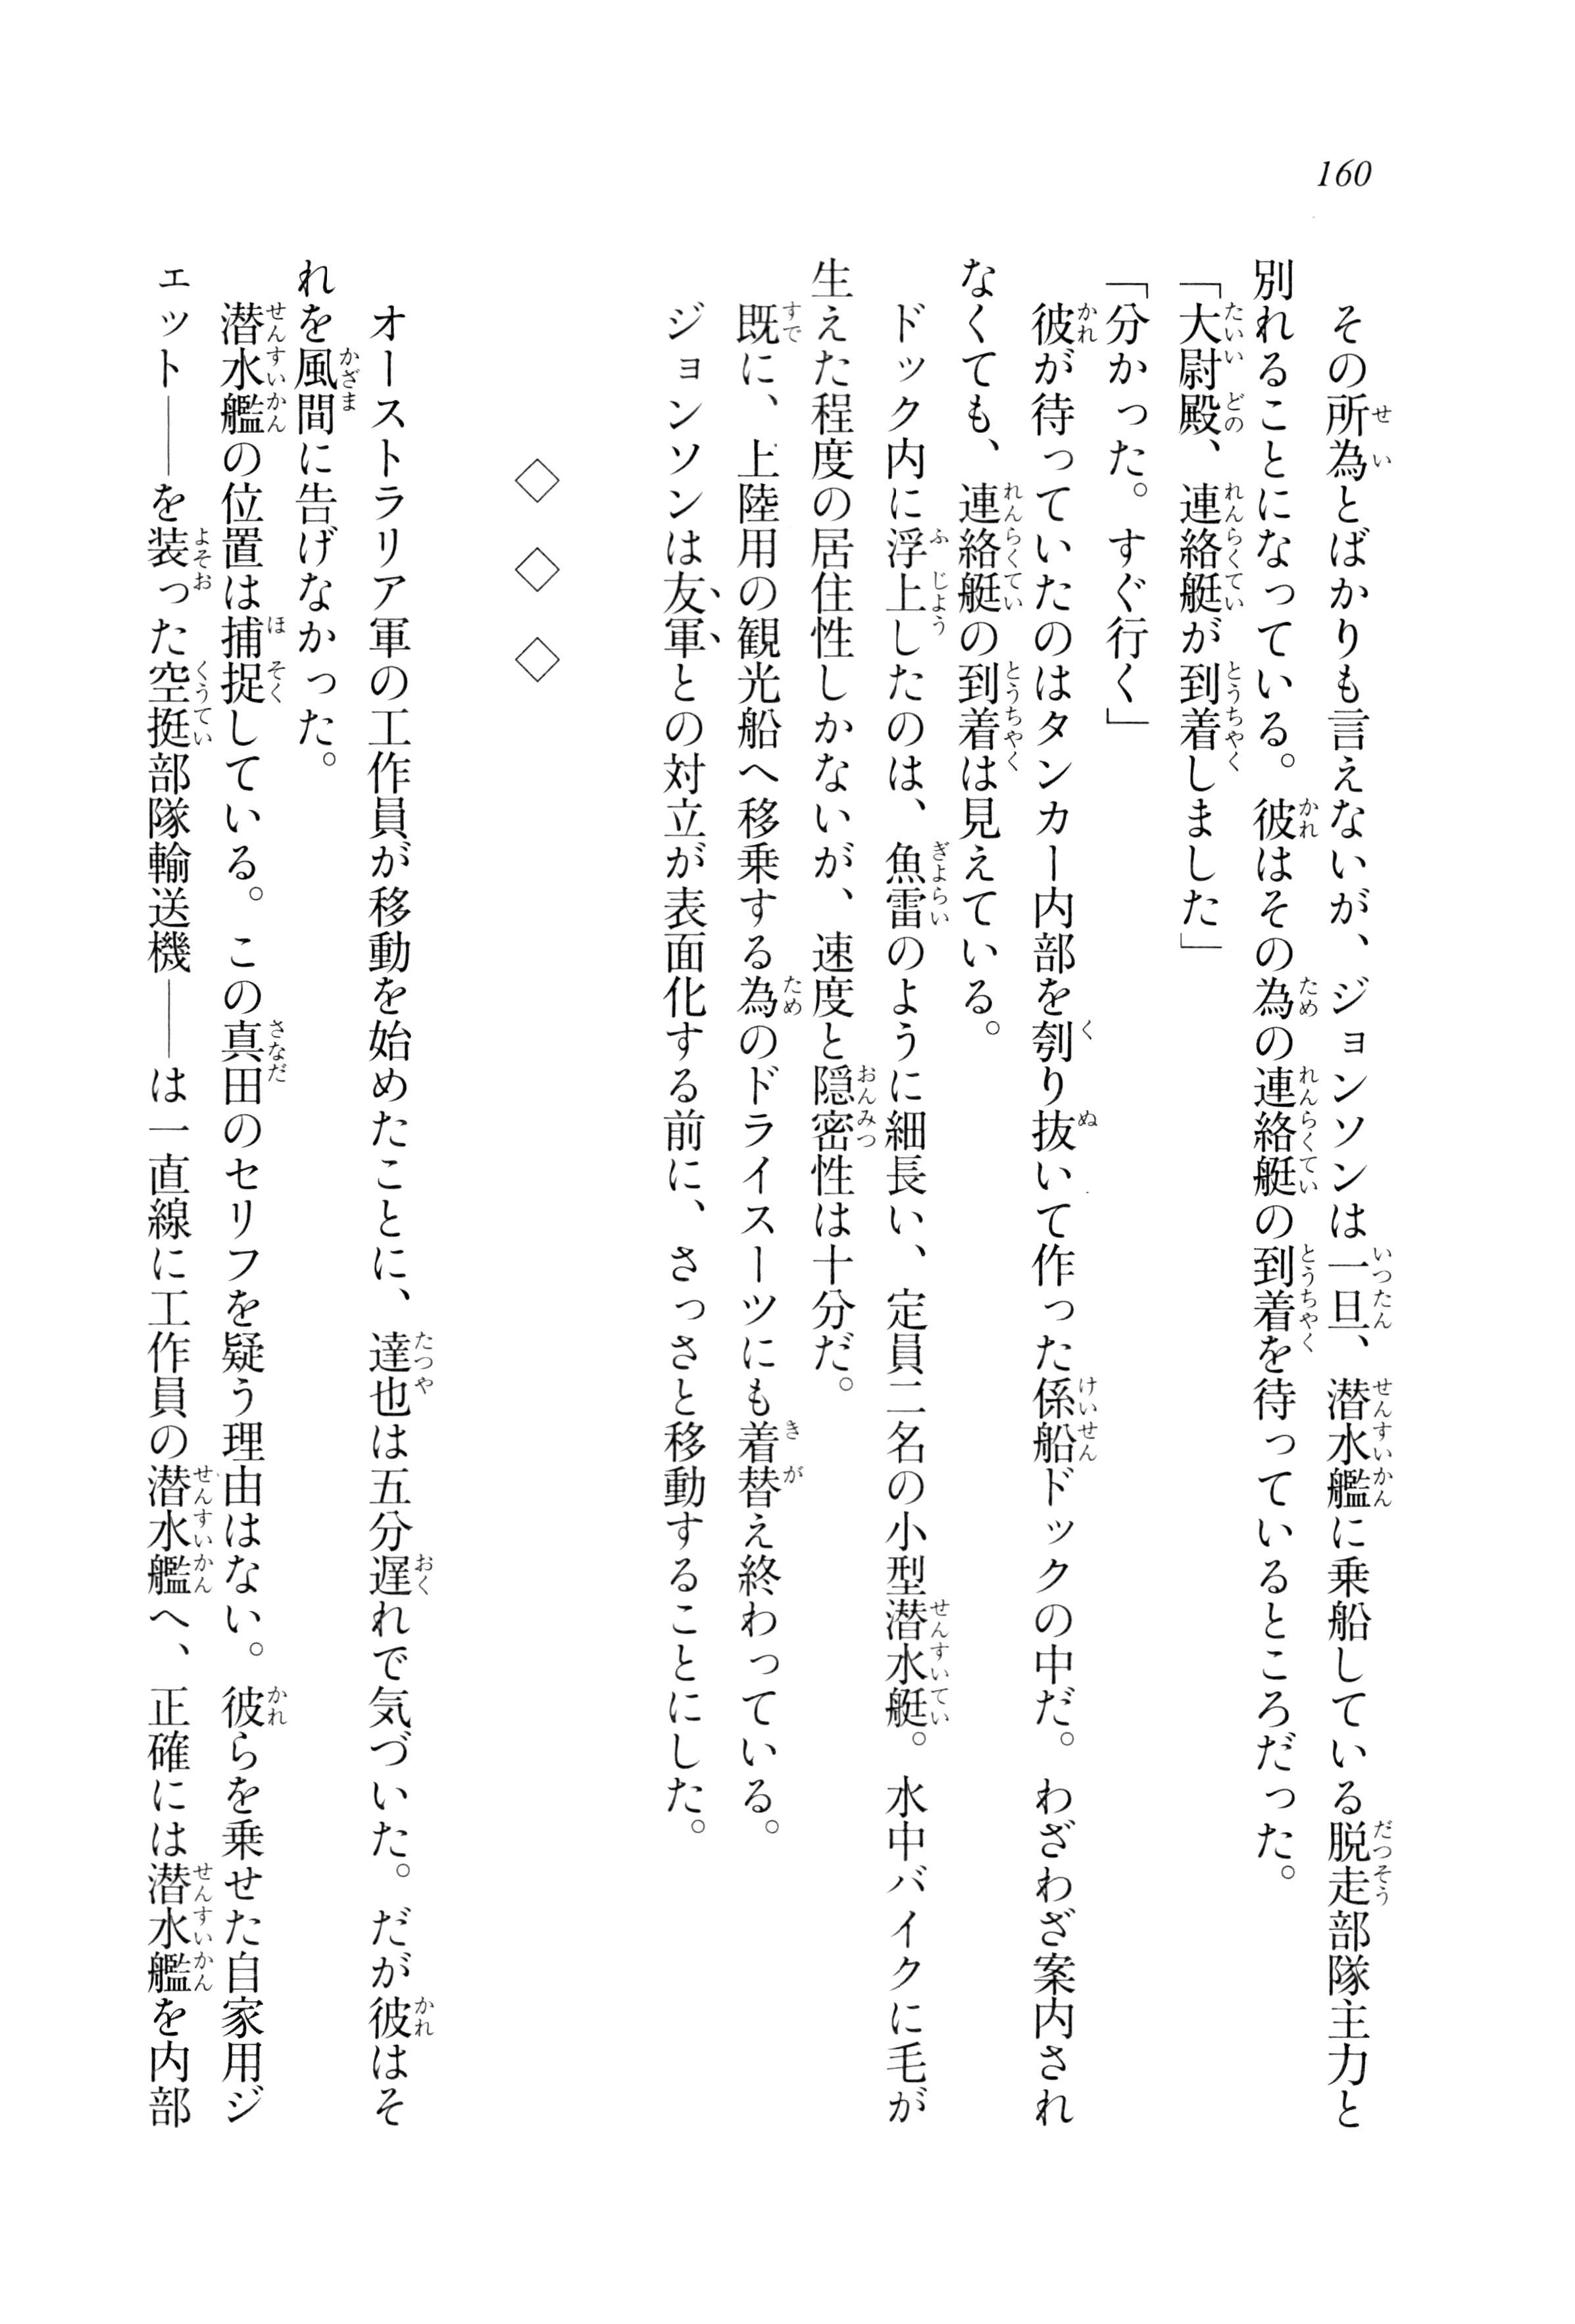 160
その所為とばかりも言えないが、ジョンソンは一旦、潜水艦に乗船している脱走部隊主力と
別れることになっている。彼はその為の連絡艇の到着を待っているところだった。
「大尉殿、連絡艇が到着しました」
「分かった。すぐ行く」
彼が待っていたのはタンカー内部を刳り抜いて作った係船ドックの中だ。わざわざ案内され
なくても、連絡艇の到着は見えている。
ドック内に浮上したのは、魚雷のように細長い、定員二名の小型潜水艇。水中バイクに毛が
生えた程度の居住性しかないが、速度と隠密性は十分だ。
既に、上陸用の観光船へ移乗する為のドライスーツにも着替え終わっている。
ジョンソンは友軍との対立が表面化する前に、さっさと移動することにした。
◇ ◇ ◇
オーストラリア軍の工作員が移動を始めたことに、達也は五分遅れで気づいた。だが彼はそ
れを風間に告げなかった。
潜水艦の位置は捕捉している。この真田のセリフを疑う理由はない。彼らを乗せた自家用ジ
ェット――を装った空挺部隊輸送機――は一直線に工作員の潜水艦へ、正確には潜水艦を内部